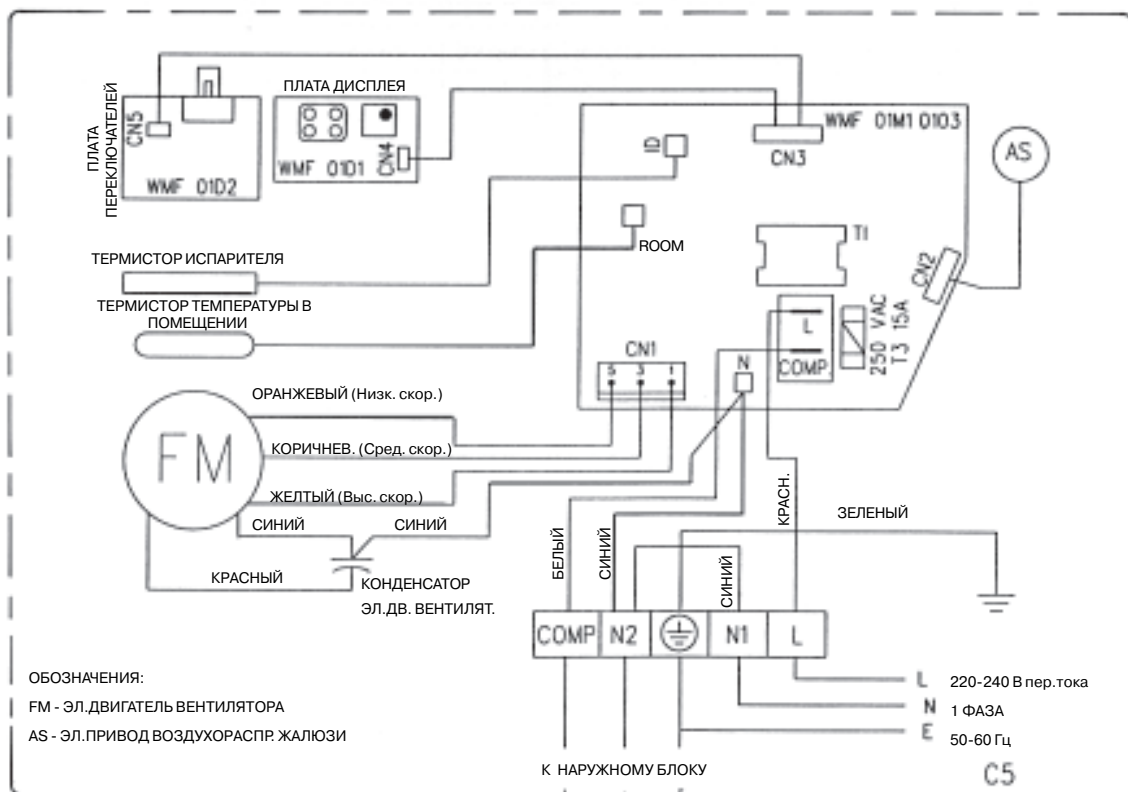 ПЛАТА
ПЕРЕКЛЮЧАТЕЛЕЙ
CN5
WMF 01D2
ПЛАТА ДИСПЛЕЯ
WMF 01D1
CN4
ID
CN3
WMF 01M1 0103
AS
ROOM
T1
CN2
ТЕРМИСТОР ИСПАРИТЕЛЯ
ТЕРМИСТОР ТЕМПЕРАТУРЫ В
ПОМЕЩЕНИИ
L
COMP.
250 VAC
T3 15A
CN1
5 3 1
N
FM
ОРАНЖЕВЫЙ (Низк. скор.)
КОРИЧНЕВ. (Сред. скор.)
ЖЕЛТЫЙ (Выс. скор.)
СИНИЙ
СИНИЙ
КРАСНЫЙ
КОНДЕНСАТОР
ЭЛ.ДВ. ВЕНТИЛЯТ.
БЕЛЫЙ
СИНИЙ
СИНИЙ
КРАСН.
ЗЕЛЕНЫЙ
COMP N2 N1 L
ОБОЗНАЧЕНИЯ:
FM - ЭЛ.ДВИГАТЕЛЬ ВЕНТИЛЯТОРА
AS - ЭЛ.ПРИВОД ВОЗДУХОРАСПР. ЖАЛЮЗИ
L 220-240 В пер.тока
N 1 ФАЗА
E 50-60 Гц
К НАРУЖНОМУ БЛОКУ
C5